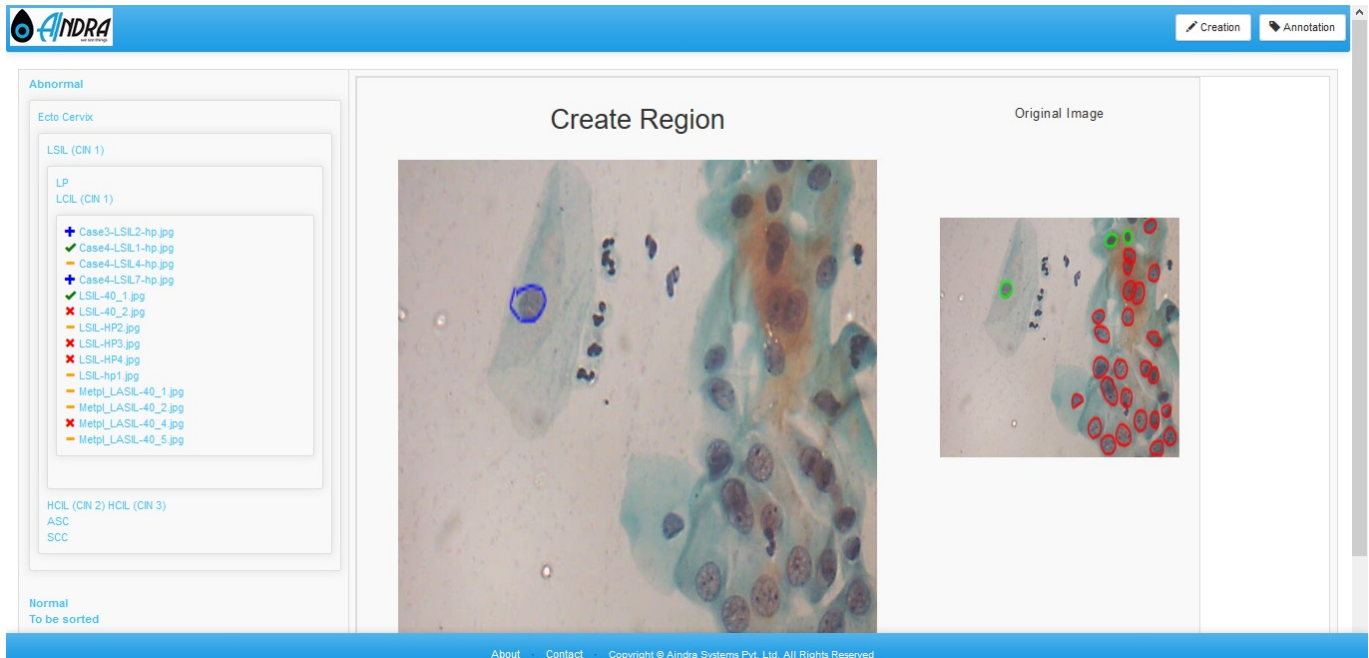 AINDRA
we see things
Creation
Annotation
Abnormal
Ecto Cervix
LSIL (CIN 1)
LP
LCIL (CIN 1)
Case3-LSIL2-hp.jpg
Case4-LSIL1-hp.jpg
Case4-LSIL4-hp.jpg
Case4-LSIL7-hp.jpg
LSIL-40_1.jpg
LSIL-40_2.jpg
LSIL-HP2.jpg
LSIL-HP3.jpg
LSIL-HP4.jpg
LSIL-hp1.jpg
Metpl_LASIL-40_1.jpg
Metpl_LASIL-40_2.jpg
Metpl_LASIL-40_4.jpg
Metpl_LASIL-40_5.jpg
HCIL (CIN 2) HCIL (CIN 3)
ASC
SCC
Normal
To be sorted
Create Region
Original Image
About - Contact - Copyright © Aindra Systems Pvt. Ltd. All Rights Reserved